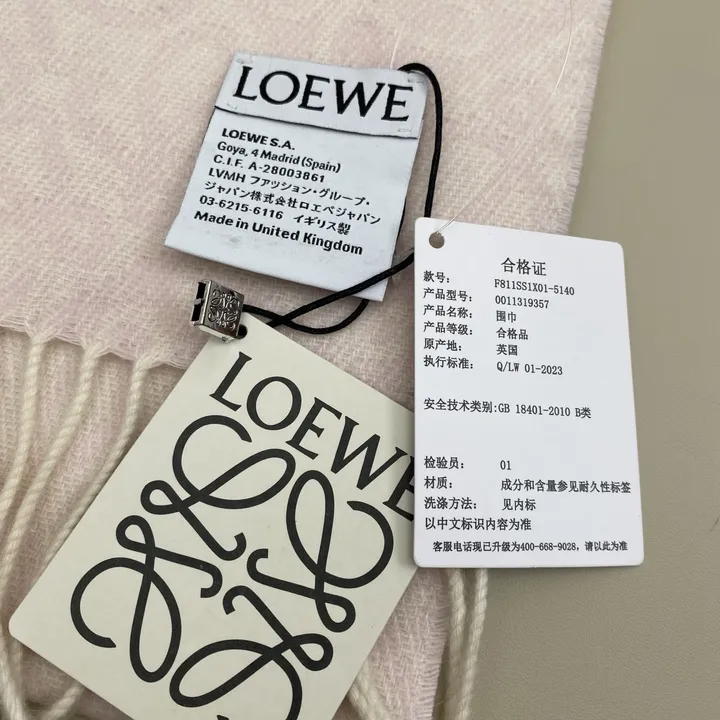 LOEWE
LOEWE S.A.
Goya, 4 Madrid (Spain)
C.I.F. A-28003861
LVMH ファッション・グループ・
ジャパン株式会社ロエベジャパン
03-6215-6116 イギリス製
Made in United Kingdom
LOEWE
合格证
款号: F811SS1X01-5140
产品型号: 0011319357
产品名称: 围巾
产品等级: 合格品
原产地: 英国
执行标准: Q/LW 01-2023
安全技术类别:GB 18401-2010 B类
检验员: 01
材质: 成分和含量参见耐久性标签
洗涤方法: 见内标
以中文标识内容为准
客服电话现已升级为400-668-9028, 请以此为准